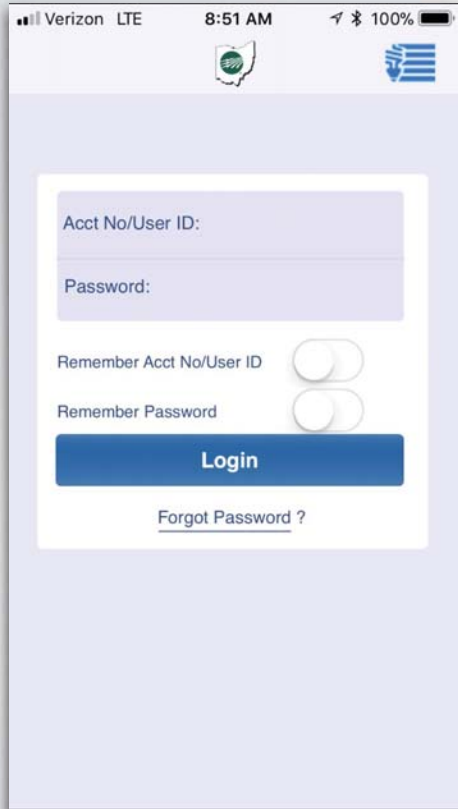 Verizon LTE 8:51 AM 100%
Acct No/User ID:
Password:
Remember Acct No/User ID
Remember Password
Login
Forgot Password ?